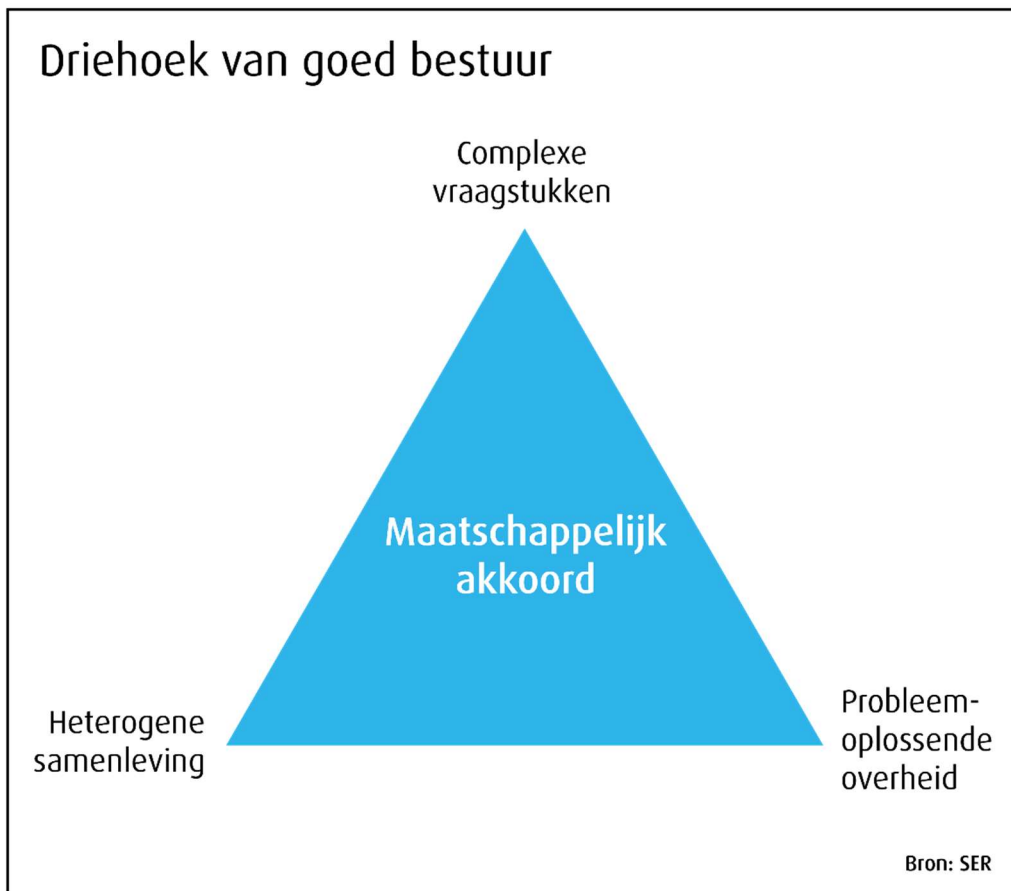 Driehoek van goed bestuur
Complexe
vraagstukken
Maatschappelijk
akkoord
Heterogene
samenleving
Probleem-
oplossende
overheid
Bron: SER